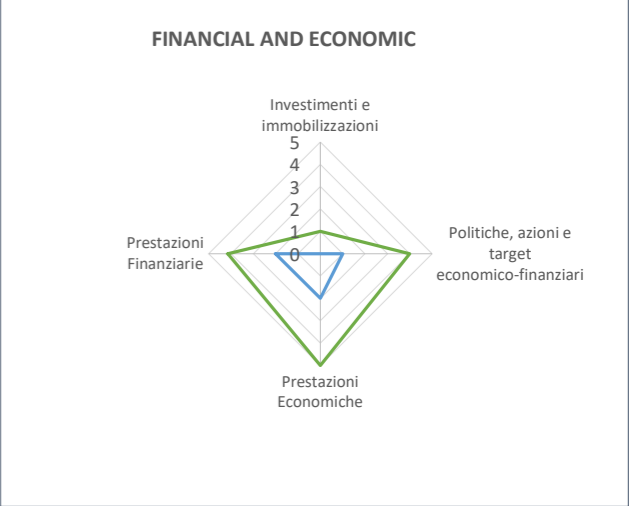 FINANCIAL AND ECONOMIC
Investimenti e
immobilizzazioni
5
4
3
2
1
0
Prestazioni
Finanziarie
Politiche, azioni e
target
economico-finanziari
Prestazioni
Economiche